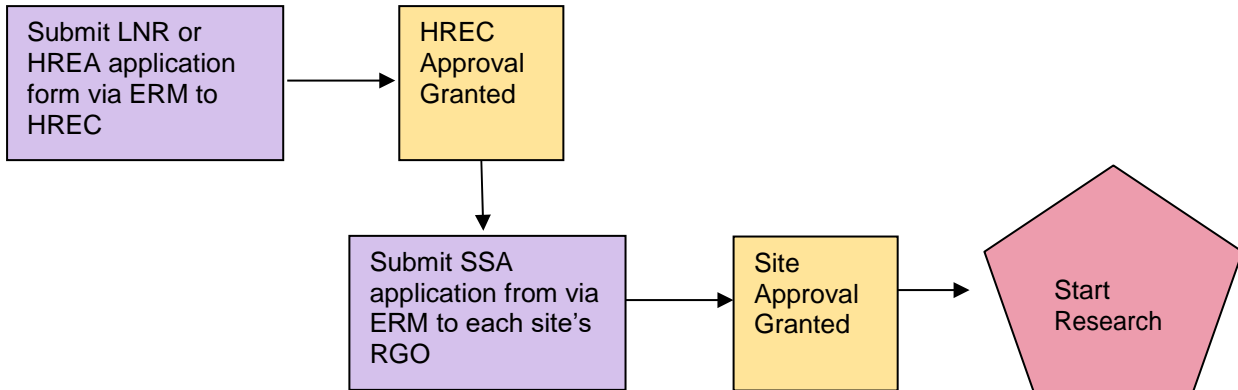 Submit LNR or
HREA application
form via ERM to
HREC
HREC
Approval
Granted
Submit SSA
application from via
ERM to each site’s
RGO
Site
Approval
Granted
Start
Research